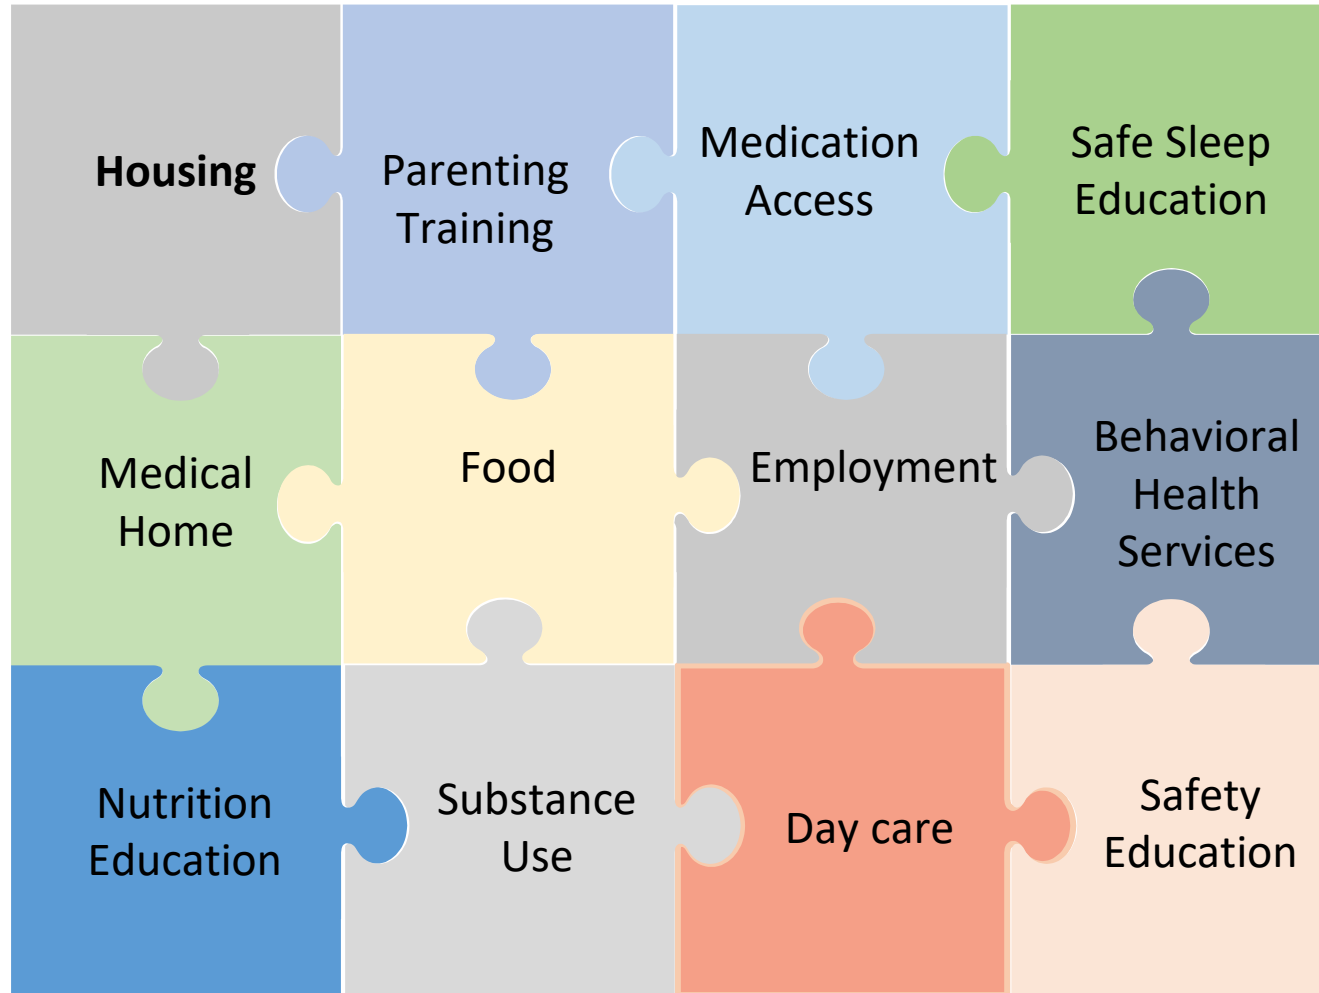 Housing
Parenting
Training
Medication
Access
Safe Sleep
Education
Medical
Home
Food
Employment
Behavioral
Health
Services
Nutrition
Education
Substance
Use
Day care
Safety
Education